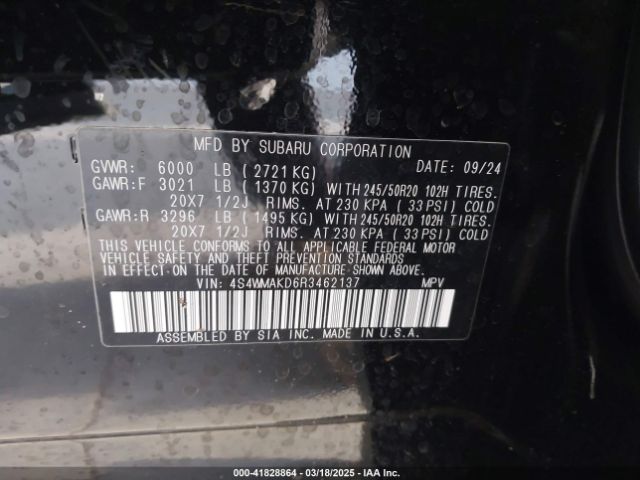 MFD BY SUBARU CORPORATION
GVWR: 6000 LB ( 2721 KG) DATE: 09/24
GAWR:F 3021 LB ( 1370 KG) WITH 245/50R20 102H TIRES.
20X7 1/2J RIMS. AT 230 KPA ( 33 PSI) COLD
GAWR:R 3296 LB ( 1495 KG) WITH 245/50R20 102H TIRES.
20X7 1/2J RIMS. AT 230 KPA ( 33 PSI) COLD
THIS VEHICLE CONFORMS TO ALL APPLICABLE FEDERAL MOTOR
VEHICLE SAFETY AND THEFT PREVENTION STANDARDS
IN EFFECT ON THE DATE OF MANUFACTURE SHOWN ABOVE.
VIN: 4S4WMAKD6R3462137 MPV
ASSEMBLED BY SIA INC. MADE IN U.S.A.
000-41828864 / 03/18/2025 / IAA Inc.